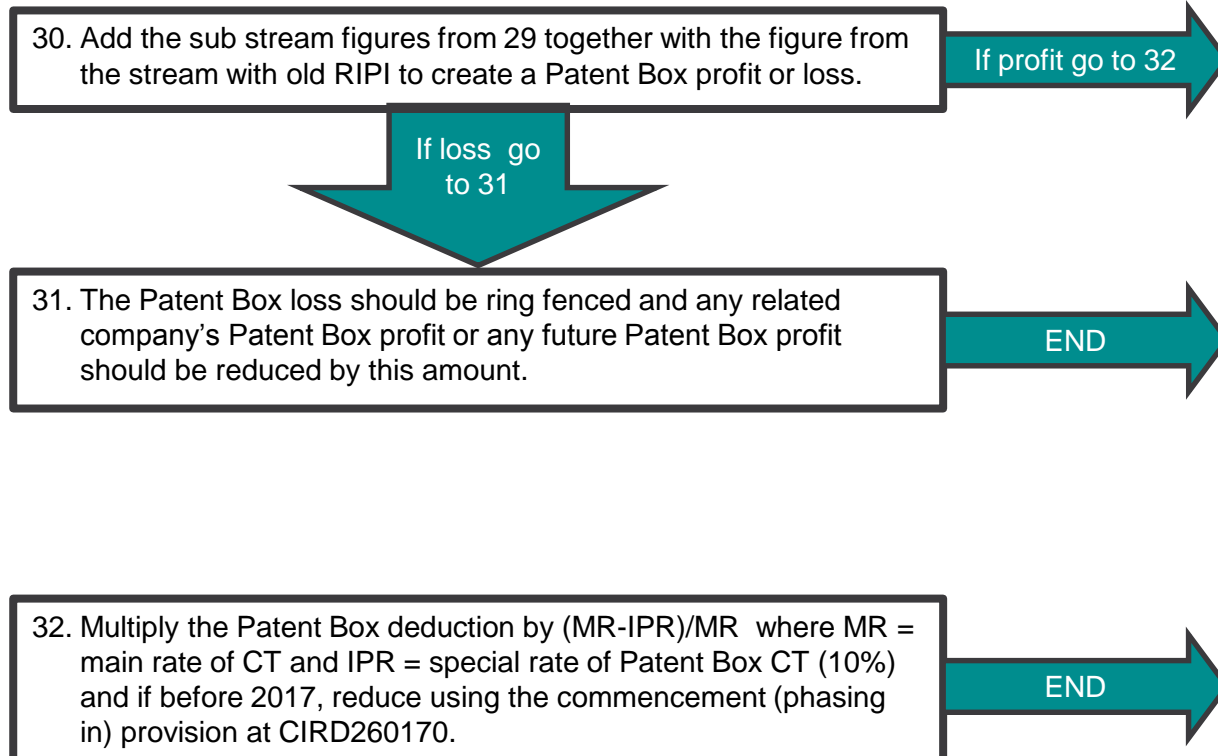 30. Add the sub stream figures from 29 together with the figure from
the stream with old RIPI to create a Patent Box profit or loss.
If profit go to 32
If loss  go
to 31
31. The Patent Box loss should be ring fenced and any related
company’s Patent Box profit or any future Patent Box profit
should be reduced by this amount.
END
32. Multiply the Patent Box deduction by (MR-IPR)/MR  where MR =
main rate of CT and IPR = special rate of Patent Box CT (10%)
and if before 2017, reduce using the commencement (phasing
in) provision at CIRD260170.
END